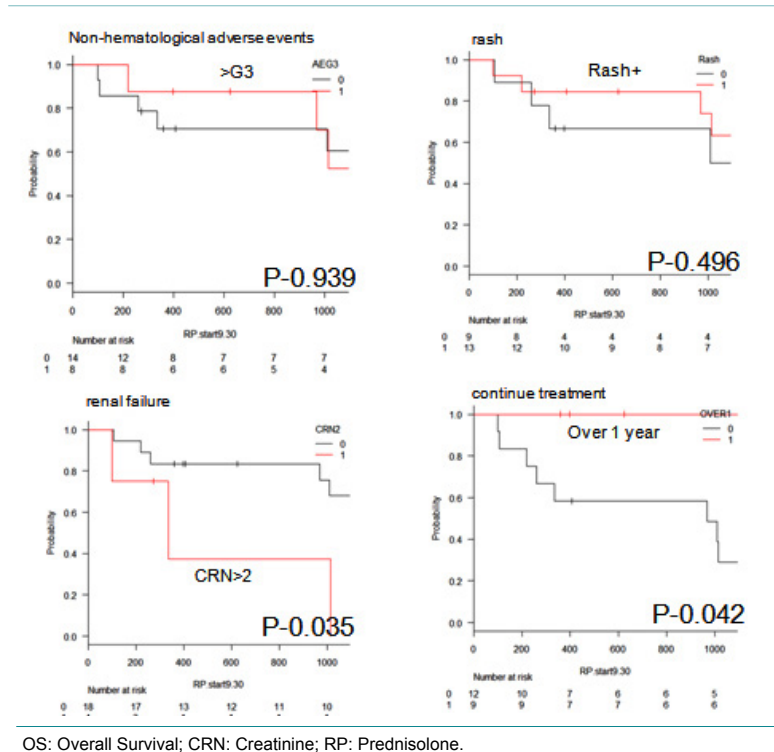 Non-hematological adverse events
>G3
AEG3
0
1
1.0
0.8
0.6
0.4
0.2
0.0
Probability
P-0.939
0 200 400 600 800 1000
RP.start9.30
Number at risk
0 14 12 8 7 7 7
1 8 8 6 6 5 4
rash
Rash+
Rash
0
1
1.0
0.8
0.6
0.4
0.2
0.0
Probability
P-0.496
0 200 400 600 800 1000
RP.start9.30
Number at risk
0 9 8 4 4 4 4
1 13 12 10 9 8 7
renal failure
CRN2
0
1
1.0
0.8
0.6
0.4
0.2
0.0
Probability
CRN>2
P-0.035
0 200 400 600 800 1000
RP.start9.30
Number at risk
0 18 17 13 12 11 10
continue treatment
OVER1
0
1
Over 1 year
1.0
0.8
0.6
0.4
0.2
0.0
Probability
P-0.042
0 200 400 600 800 1000
RP.start9.30
Number at risk
0 12 10 7 6 6 5
1 9 9 7 7 6 6
OS: Overall Survival; CRN: Creatinine; RP: Prednisolone.